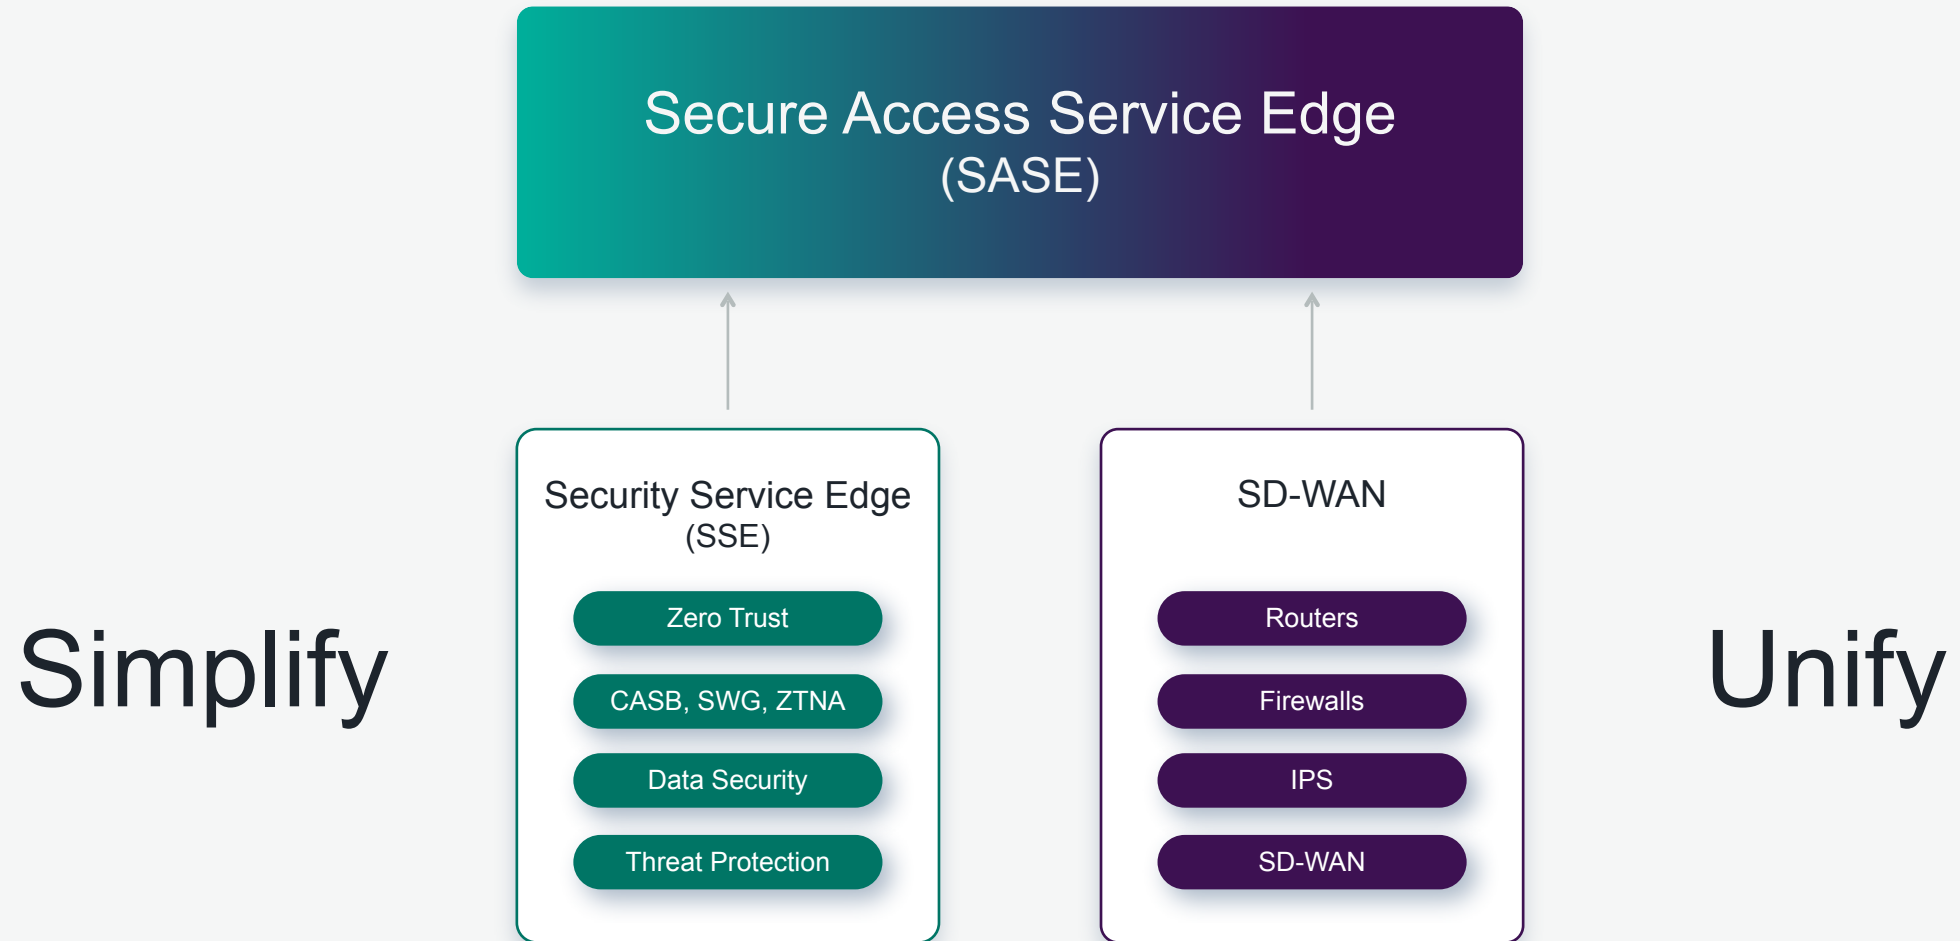 Secure Access Service Edge
(SASE)
Security Service Edge
(SSE)
Zero Trust
CASB, SWG, ZTNA
Data Security
Threat Protection
SD-WAN
Routers
Firewalls
IPS
SD-WAN
Simplify
Unify